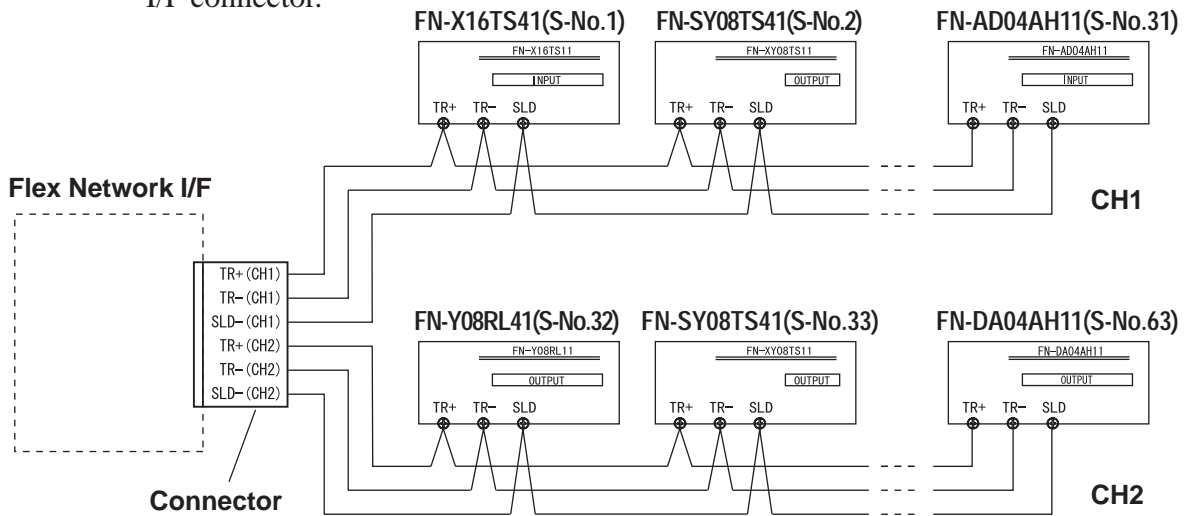 I/F connector.
FN-X16TS41(S-No.1)
FN-X16TS11
INPUT
TR+ TR− SLD
FN-SY08TS41(S-No.2)
FN-XY08TS11
OUTPUT
TR+ TR− SLD
FN-AD04AH11(S-No.31)
FN-AD04AH11
INPUT
TR+ TR− SLD
CH1
Flex Network I/F
TR+(CH1)
TR−(CH1)
SLD−(CH1)
TR+(CH2)
TR−(CH2)
SLD−(CH2)
Connector
FN-Y08RL41(S-No.32)
FN-Y08RL11
OUTPUT
TR+ TR− SLD
FN-SY08TS41(S-No.33)
FN-XY08TS11
OUTPUT
TR+ TR− SLD
FN-DA04AH11(S-No.63)
FN-DA04AH11
OUTPUT
TR+ TR− SLD
CH2